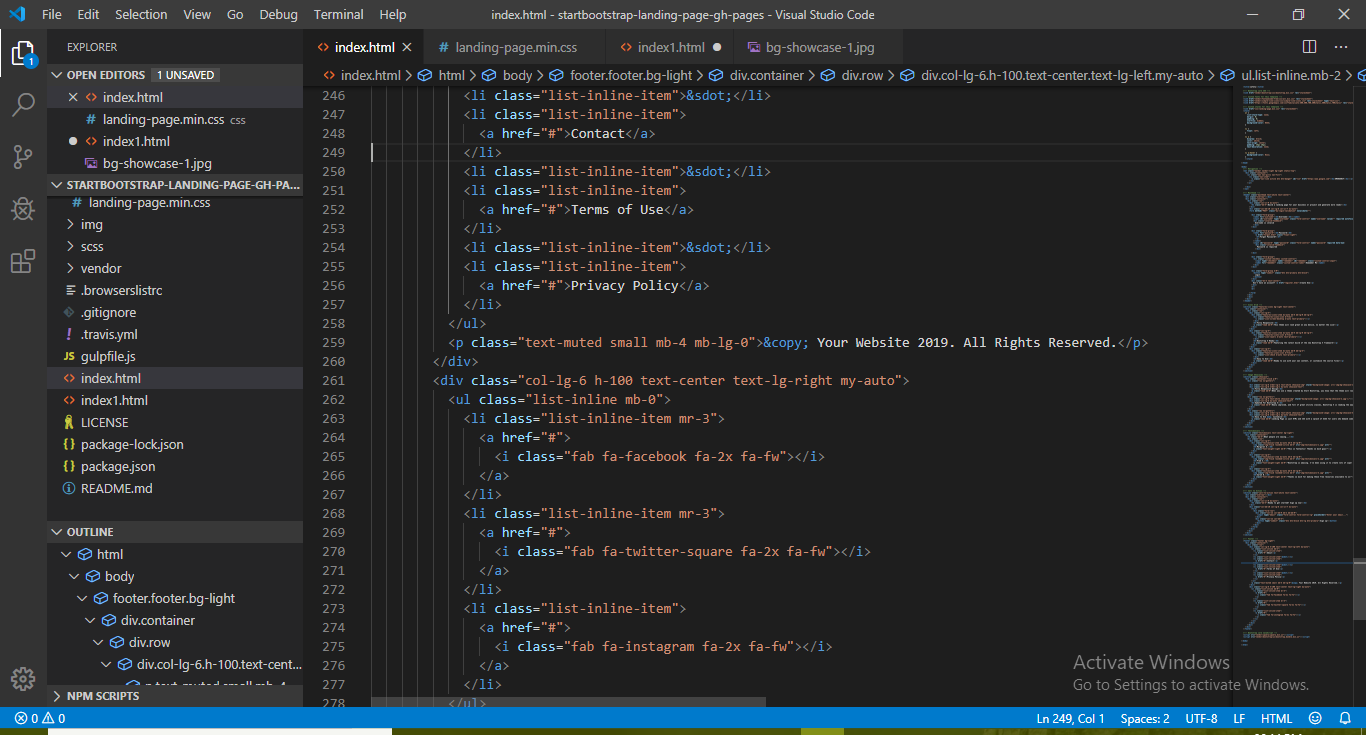 File Edit Selection View Go Debug Terminal Help
index.html - startbootstrap-landing-page-gh-pages - Visual Studio Code
EXPLORER
OPEN EDITORS 1 UNSAVED
index.html
landing-page.min.css css
index1.html
bg-showcase-1.jpg
STARTBOOTSTRAP-LANDING-PAGE-GH-PA...
landing-page.min.css
img
scss
vendor
.browserslistrc
.gitignore
.travis.yml
JS gulpfile.js
index.html
index1.html
LICENSE
package-lock.json
package.json
README.md
OUTLINE
html
body
footer.footer.bg-light
div.container
div.row
div.col-lg-6.h-100.text-cent...
NPM SCRIPTS
1
index.html landing-page.min.css index1.html bg-showcase-1.jpg
index.html > html > body > footer.footer.bg-light > div.container > div.row > div.col-lg-6.h-100.text-center.text-lg-left.my-auto > ul.list-inline.mb-2 >
246 <li class="list-inline-item">&sdot;</li>
247 <li class="list-inline-item">
248 <a href="#">Contact</a>
249 </li>
250 <li class="list-inline-item">&sdot;</li>
251 <li class="list-inline-item">
252 <a href="#">Terms of Use</a>
253 </li>
254 <li class="list-inline-item">&sdot;</li>
255 <li class="list-inline-item">
256 <a href="#">Privacy Policy</a>
257 </li>
258 </ul>
259 <p class="text-muted small mb-4 mb-lg-0">&copy; Your Website 2019. All Rights Reserved.</p>
260 </div>
261 <div class="col-lg-6 h-100 text-center text-lg-right my-auto">
262 <ul class="list-inline mb-0">
263 <li class="list-inline-item mr-3">
264 <a href="#">
265 <i class="fab fa-facebook fa-2x fa-fw"></i>
266 </a>
267 </li>
268 <li class="list-inline-item mr-3">
269 <a href="#">
270 <i class="fab fa-twitter-square fa-2x fa-fw"></i>
271 </a>
272 </li>
273 <li class="list-inline-item">
274 <a href="#">
275 <i class="fab fa-instagram fa-2x fa-fw"></i>
276 </a>
277 </li>
278 </ul>
Activate Windows
Go to Settings to activate Windows.
0 0
Ln 249, Col 1 Spaces: 2 UTF-8 LF HTML